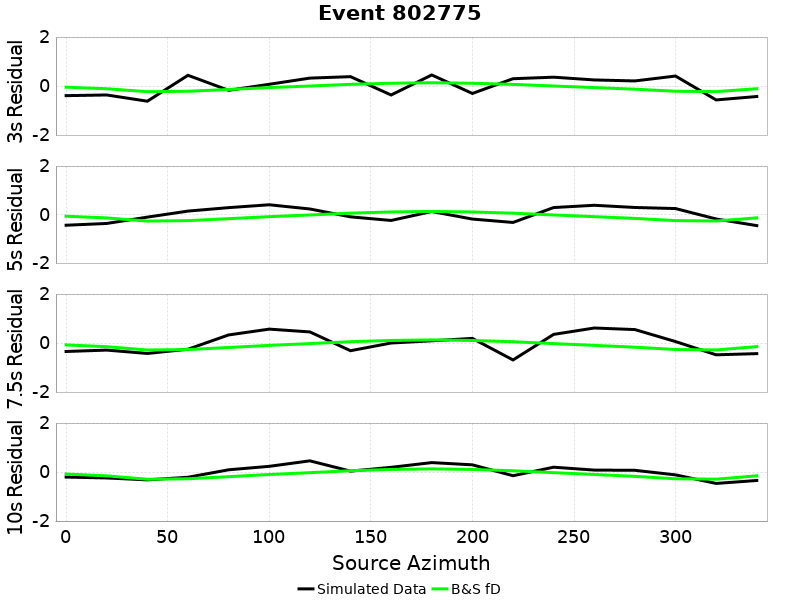 Event 802775
3s Residual
2
0
-2
5s Residual
2
0
-2
7.5s Residual
2
0
-2
10s Residual
2
0
-2
0 50 100 150 200 250 300
Source Azimuth
Simulated Data B&S fD